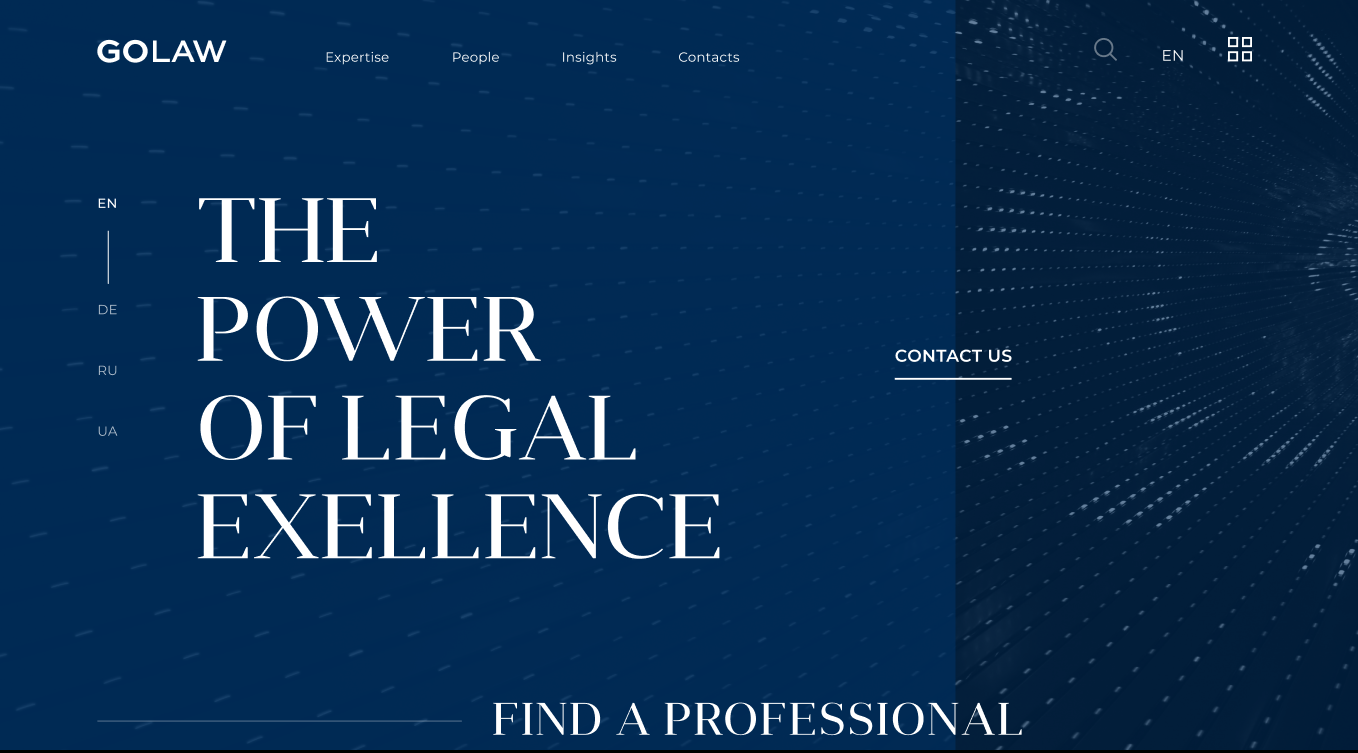 GOLAW
Expertise People Insights Contacts
EN
EN
DE
RU
UA
THE
POWER
OF LEGAL
EXELLENCE
CONTACT US
FIND A PROFESSIONAL